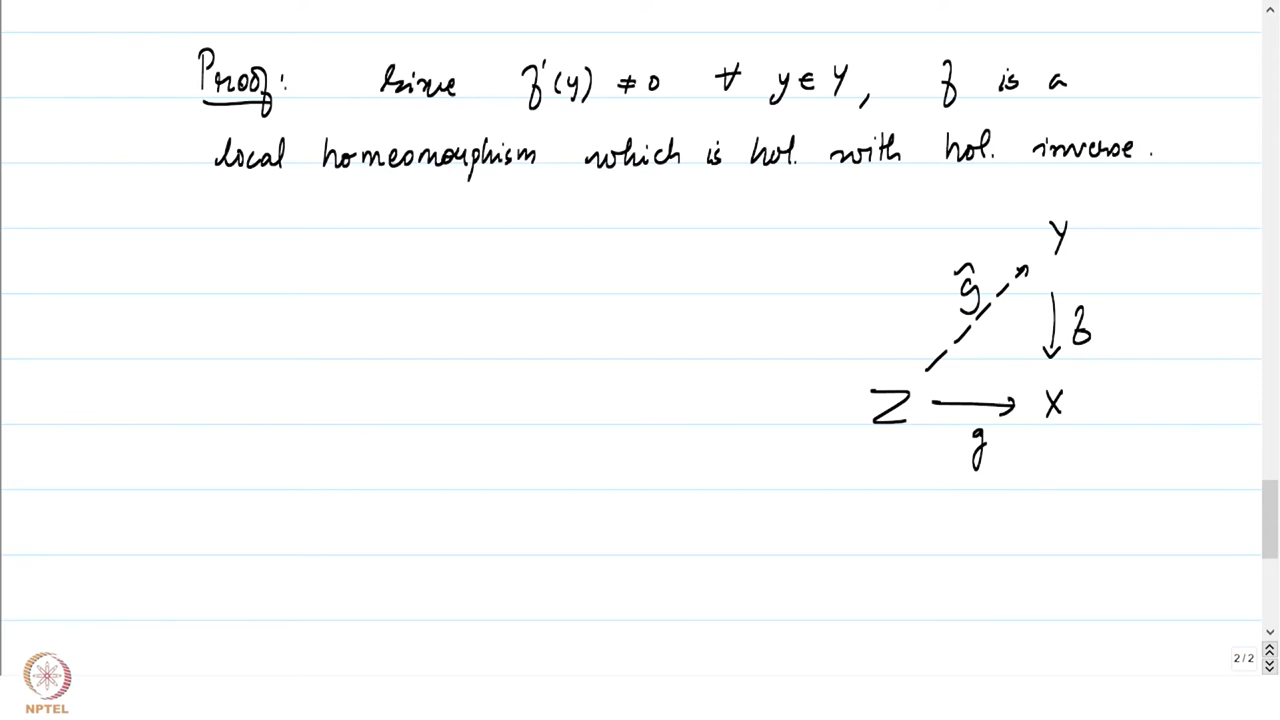 Proof: Since f'(y) ≠ 0 ∀ y ∈ Y, f is a
local homeomorphism which is hol. with hol. inverse.
Y
ĝ
f
Z → X
g
2 / 2
NPTEL